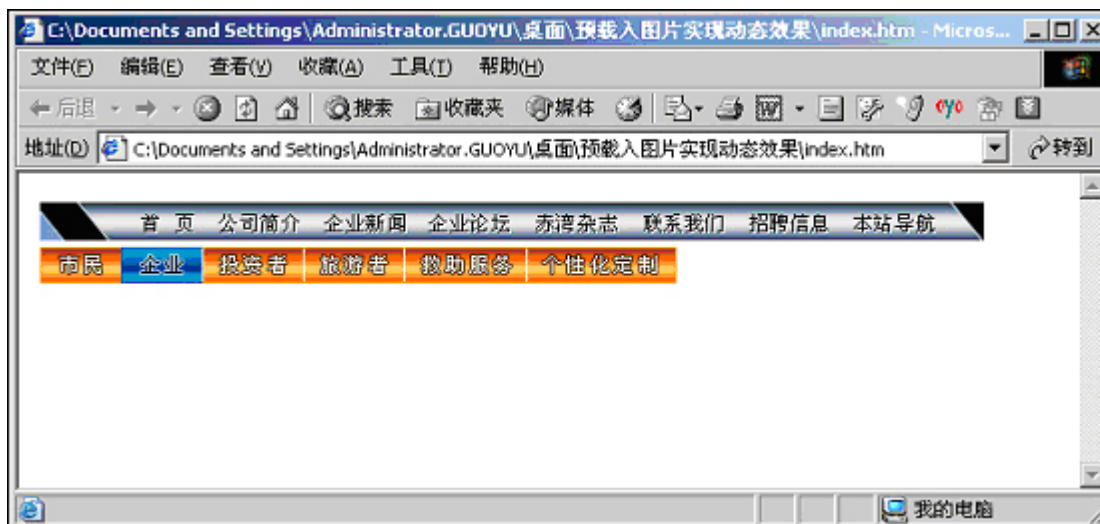 C:\Documents and Settings\Administrator.GUOYU\桌面\预载入图片实现动态效果\index.htm - Micros...
文件(F) 编辑(E) 查看(V) 收藏(A) 工具(T) 帮助(H)
后退 搜索 收藏夹 媒体
地址(D) C:\Documents and Settings\Administrator.GUOYU\桌面\预载入图片实现动态效果\index.htm 转到
首 页 公司简介 企业新闻 企业论坛 赤湾杂志 联系我们 招聘信息 本站导航
市民 企业 投资者 旅游者 救助服务 个性化定制
我的电脑